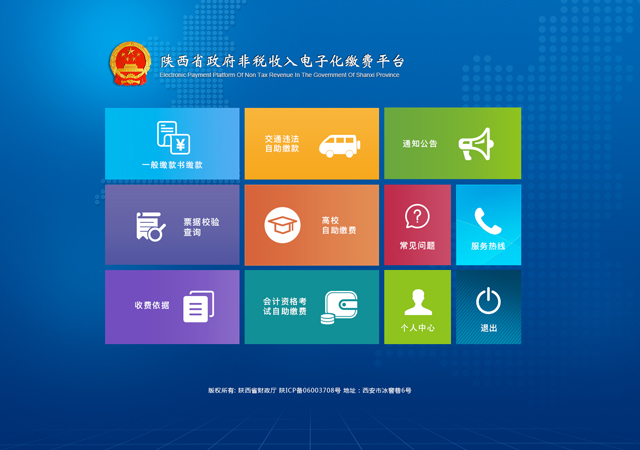 陕西省政府非税收入电子化缴费平台
Electronic Payment Platform Of Non Tax Revenue In The Government Of Shanxi Province
一般缴款书缴款
交通违法
自助缴款
通知公告
票据校验
查询
高校
自助缴费
常见问题
服务热线
收费依据
会计资格考
试自助缴费
个人中心
退出
版权所有: 陕西省财政厅 陕ICP备06003708号 地址：西安市冰窖巷6号